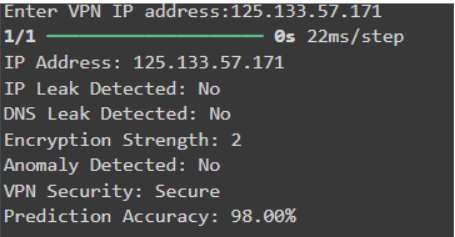 Enter VPN IP address:125.133.57.171
1/1 ━━━━━━━━━━━━━━━━━━━━ 0s 22ms/step
IP Address: 125.133.57.171
IP Leak Detected: No
DNS Leak Detected: No
Encryption Strength: 2
Anomaly Detected: No
VPN Security: Secure
Prediction Accuracy: 98.00%